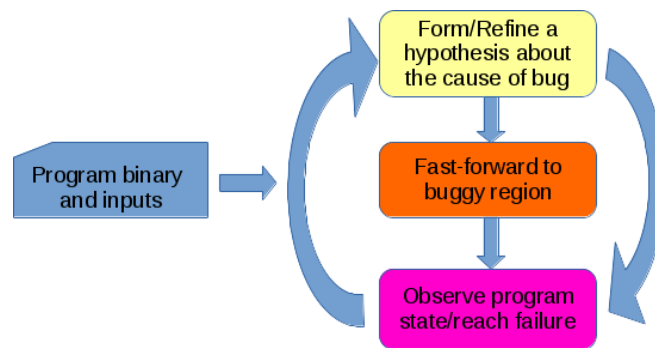 Form/Refine a
hypothesis about
the cause of bug
Program binary
and inputs
Fast-forward to
buggy region
Observe program
state/reach failure